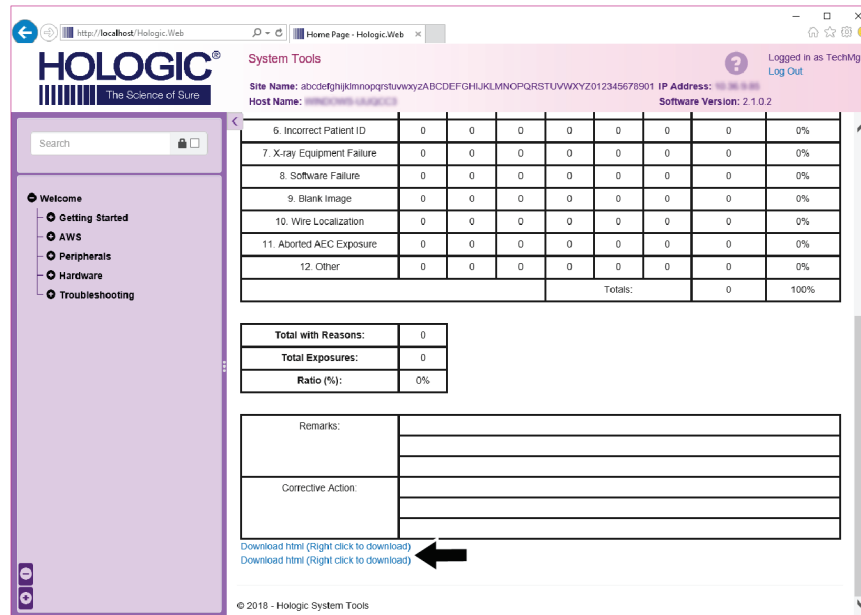 http://localhost/Hologic.Web
Home Page - Hologic.Web
HOLOGIC®
The Science of Sure
System Tools
Logged in as TechMg
Log Out
Site Name: abcdefghijklmnopqrstuvwxyzABCDEFGHIJKLMNOPQRSTUVWXYZ012345678901 IP Address:
Host Name: Software Version: 2.1.0.2
Search
Welcome
Getting Started
AWS
Peripherals
Hardware
Troubleshooting
6. Incorrect Patient ID 0 0 0 0 0 0 0 0%
7. X-ray Equipment Failure 0 0 0 0 0 0 0 0%
8. Software Failure 0 0 0 0 0 0 0 0%
9. Blank Image 0 0 0 0 0 0 0 0%
10. Wire Localization 0 0 0 0 0 0 0 0%
11. Aborted AEC Exposure 0 0 0 0 0 0 0 0%
12. Other 0 0 0 0 0 0 0 0%
Totals: 0 100%
Total with Reasons: 0
Total Exposures: 0
Ratio (%): 0%
Remarks:
Corrective Action:
Download html (Right click to download)
Download html (Right click to download)
© 2018 - Hologic System Tools